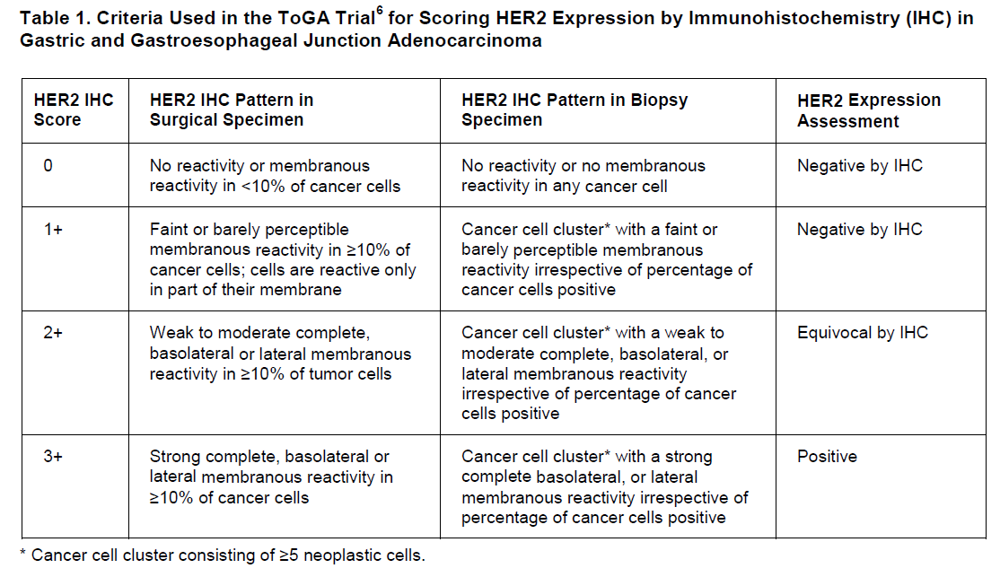 Table 1. Criteria Used in the ToGA Trial6 for Scoring HER2 Expression by Immunohistochemistry (IHC) in
Gastric and Gastroesophageal Junction Adenocarcinoma
HER2 IHC
Score
HER2 IHC Pattern in
Surgical Specimen
HER2 IHC Pattern in Biopsy
Specimen
HER2 Expression
Assessment
0
No reactivity or membranous
reactivity in <10% of cancer cells
No reactivity or no membranous
reactivity in any cancer cell
Negative by IHC
1+
Faint or barely perceptible
membranous reactivity in ≥10% of
cancer cells; cells are reactive only
in part of their membrane
Cancer cell cluster* with a faint or
barely perceptible membranous
reactivity irrespective of percentage of
cancer cells positive
Negative by IHC
2+
Weak to moderate complete,
basolateral or lateral membranous
reactivity in ≥10% of tumor cells
Cancer cell cluster* with a weak to
moderate complete, basolateral, or
lateral membranous reactivity
irrespective of percentage of cancer
cells positive
Equivocal by IHC
3+
Strong complete, basolateral or
lateral membranous reactivity in
≥10% of cancer cells
Cancer cell cluster* with a strong
complete basolateral, or lateral
membranous reactivity irrespective of
percentage of cancer cells positive
Positive
* Cancer cell cluster consisting of ≥5 neoplastic cells.